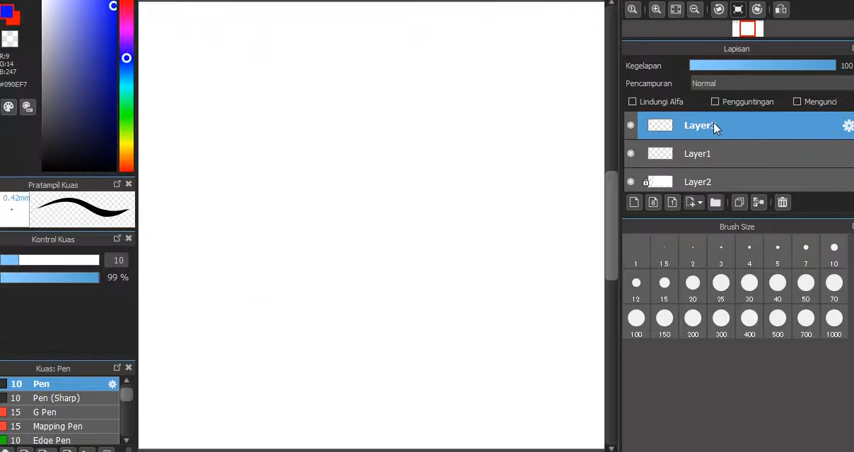 R:9
G:14
B:247
#090EF7
Pratampil Kuas
0.42mm
Kontrol Kuas
10
99 %
Kuas: Pen
10 Pen
10 Pen (Sharp)
15 G Pen
15 Mapping Pen
10 Edge Pen
Lapisan
Kegelapan 100
Pencampuran Normal
Lindungi Alfa Pengguntingan Mengunci
Layer1
Layer2
Brush Size
1 1.5 2 3 4 5 7 10
12 15 20 25 30 40 50 70
100 150 200 300 400 500 700 1000